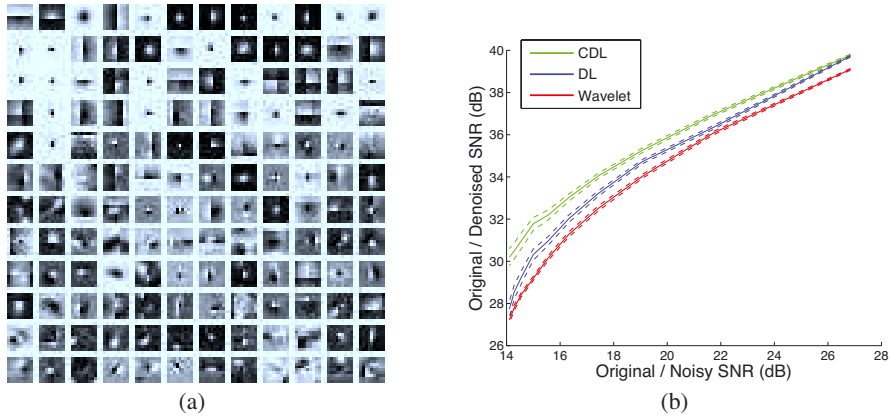 40
38
36
34
32
30
28
26
Original / Denoised SNR (dB)
CDL
DL
Wavelet
14 16 18 20 22 24 26 28
Original / Noisy SNR (dB)
(a) (b)